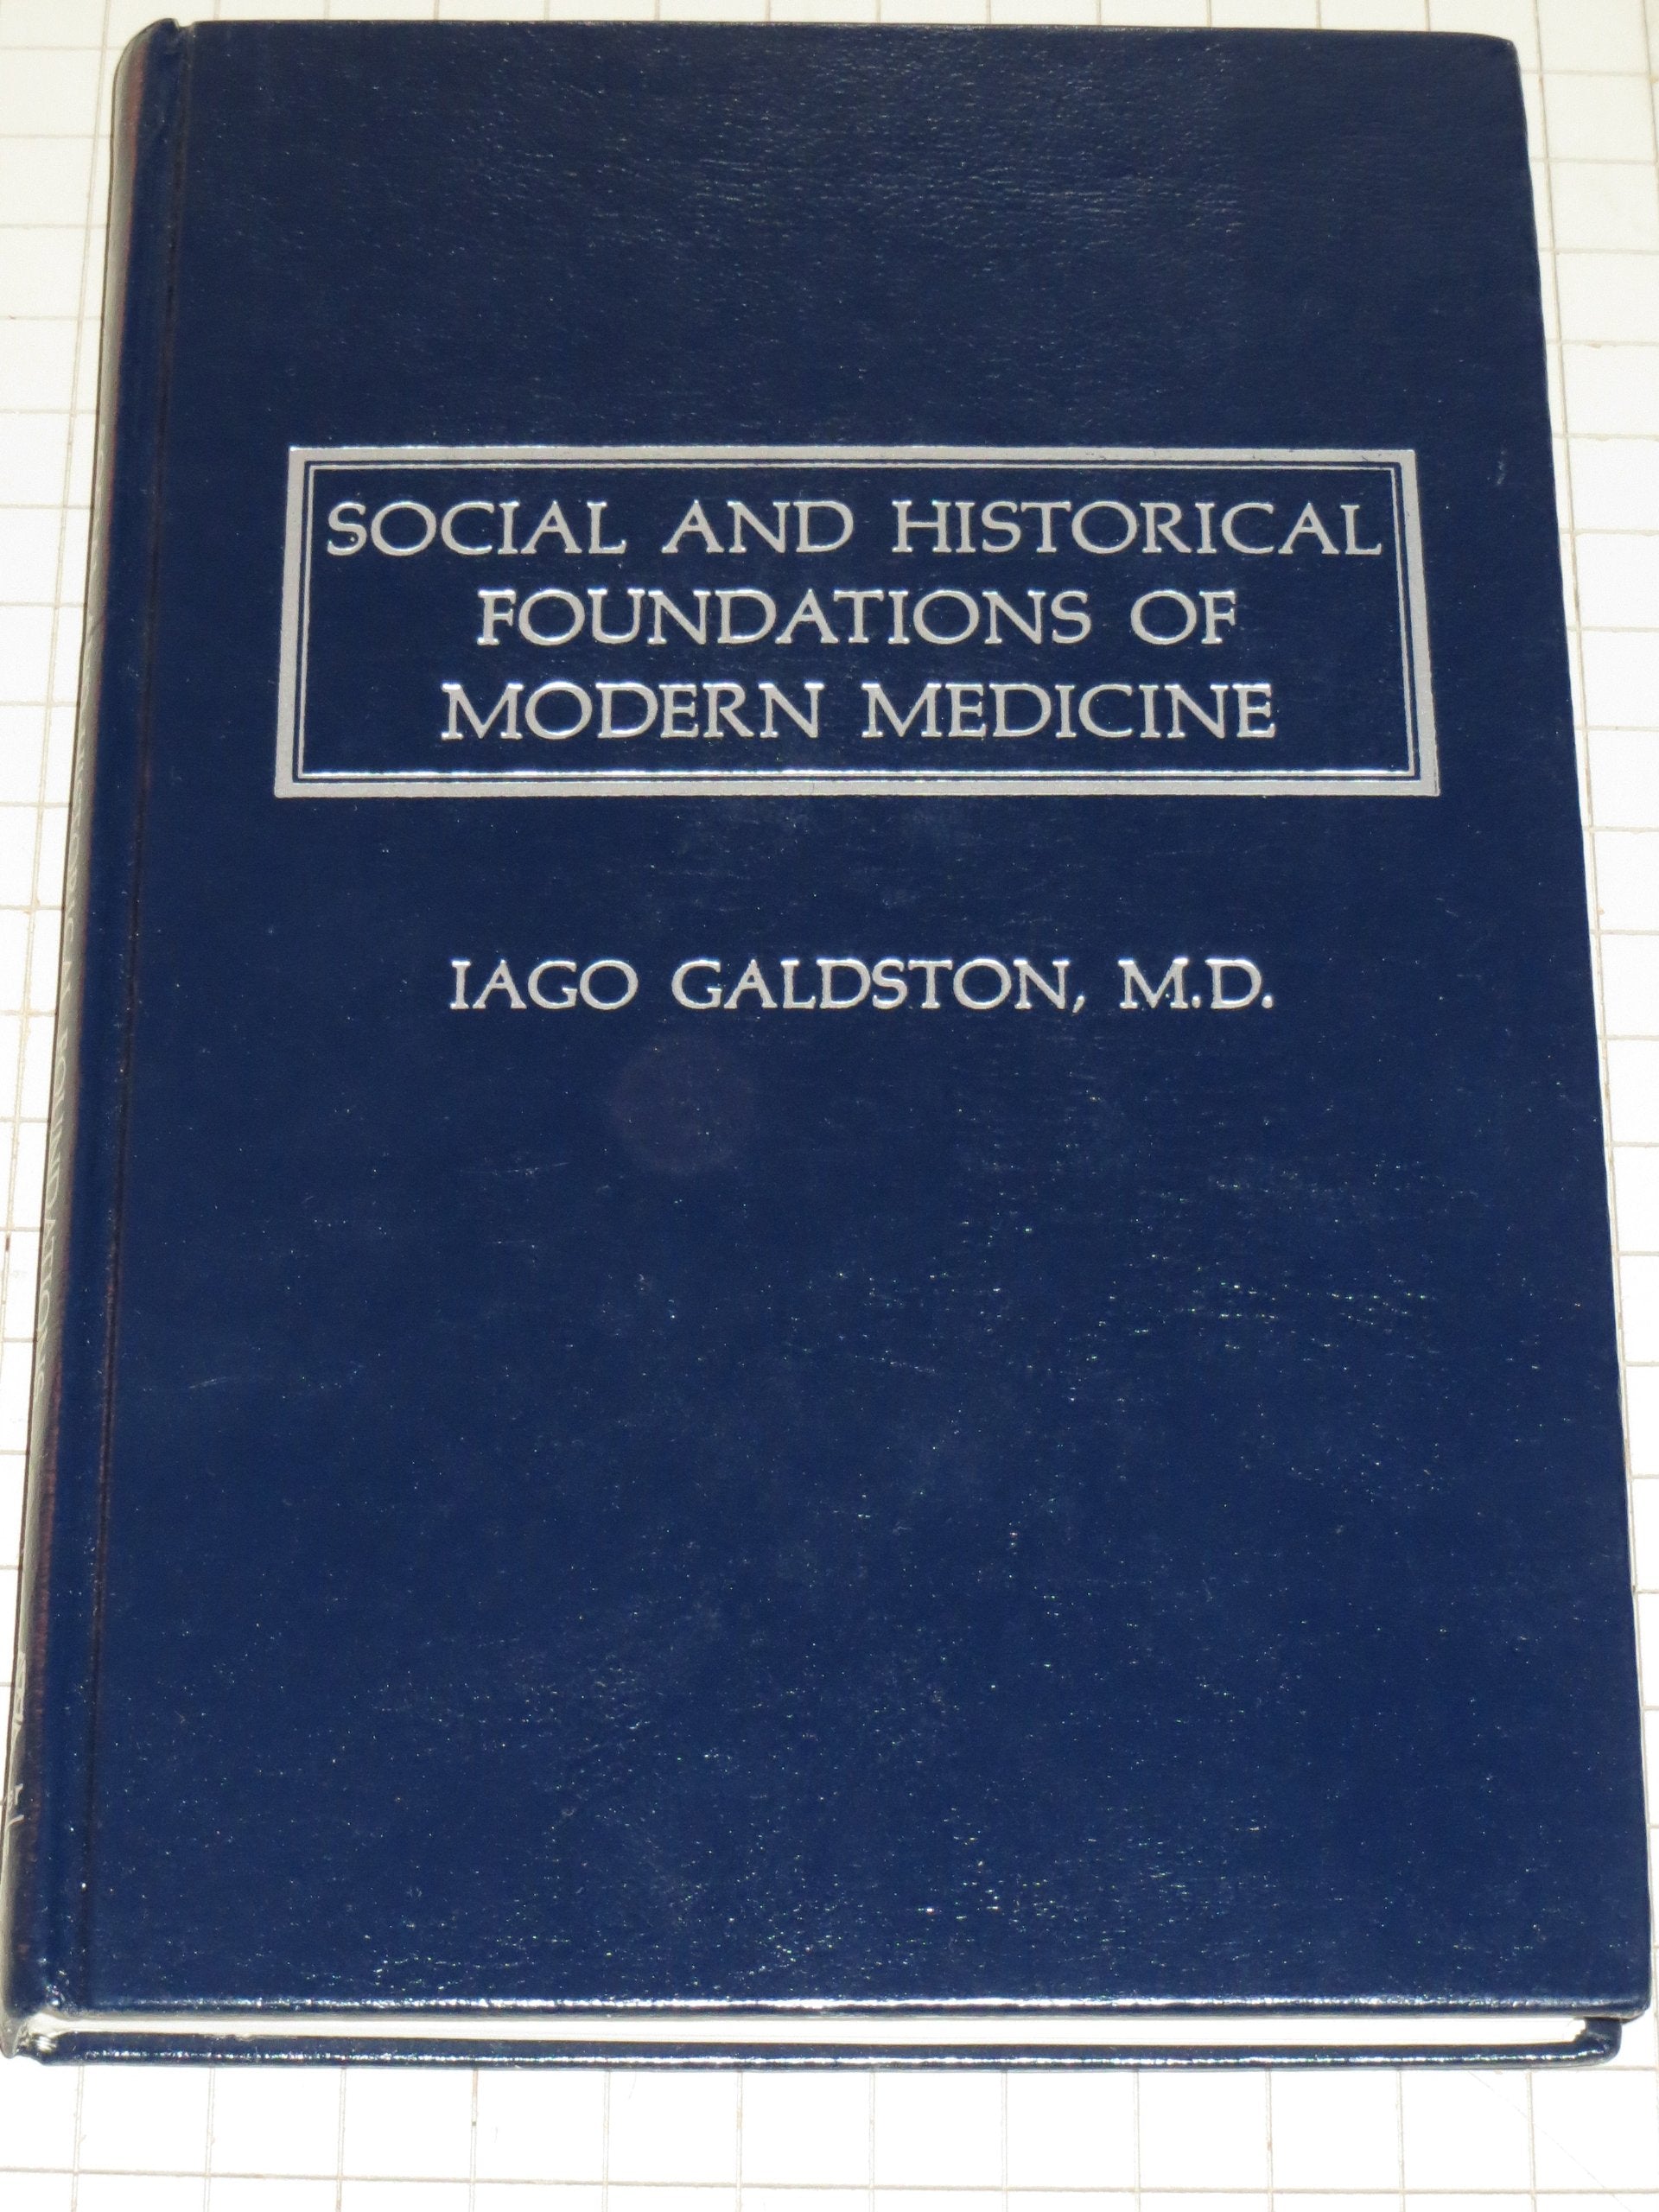 SOCIAL AND HISTORICAL
FOUNDATIONS OF
MODERN MEDICINE
IAGO GALDSTON, M.D.